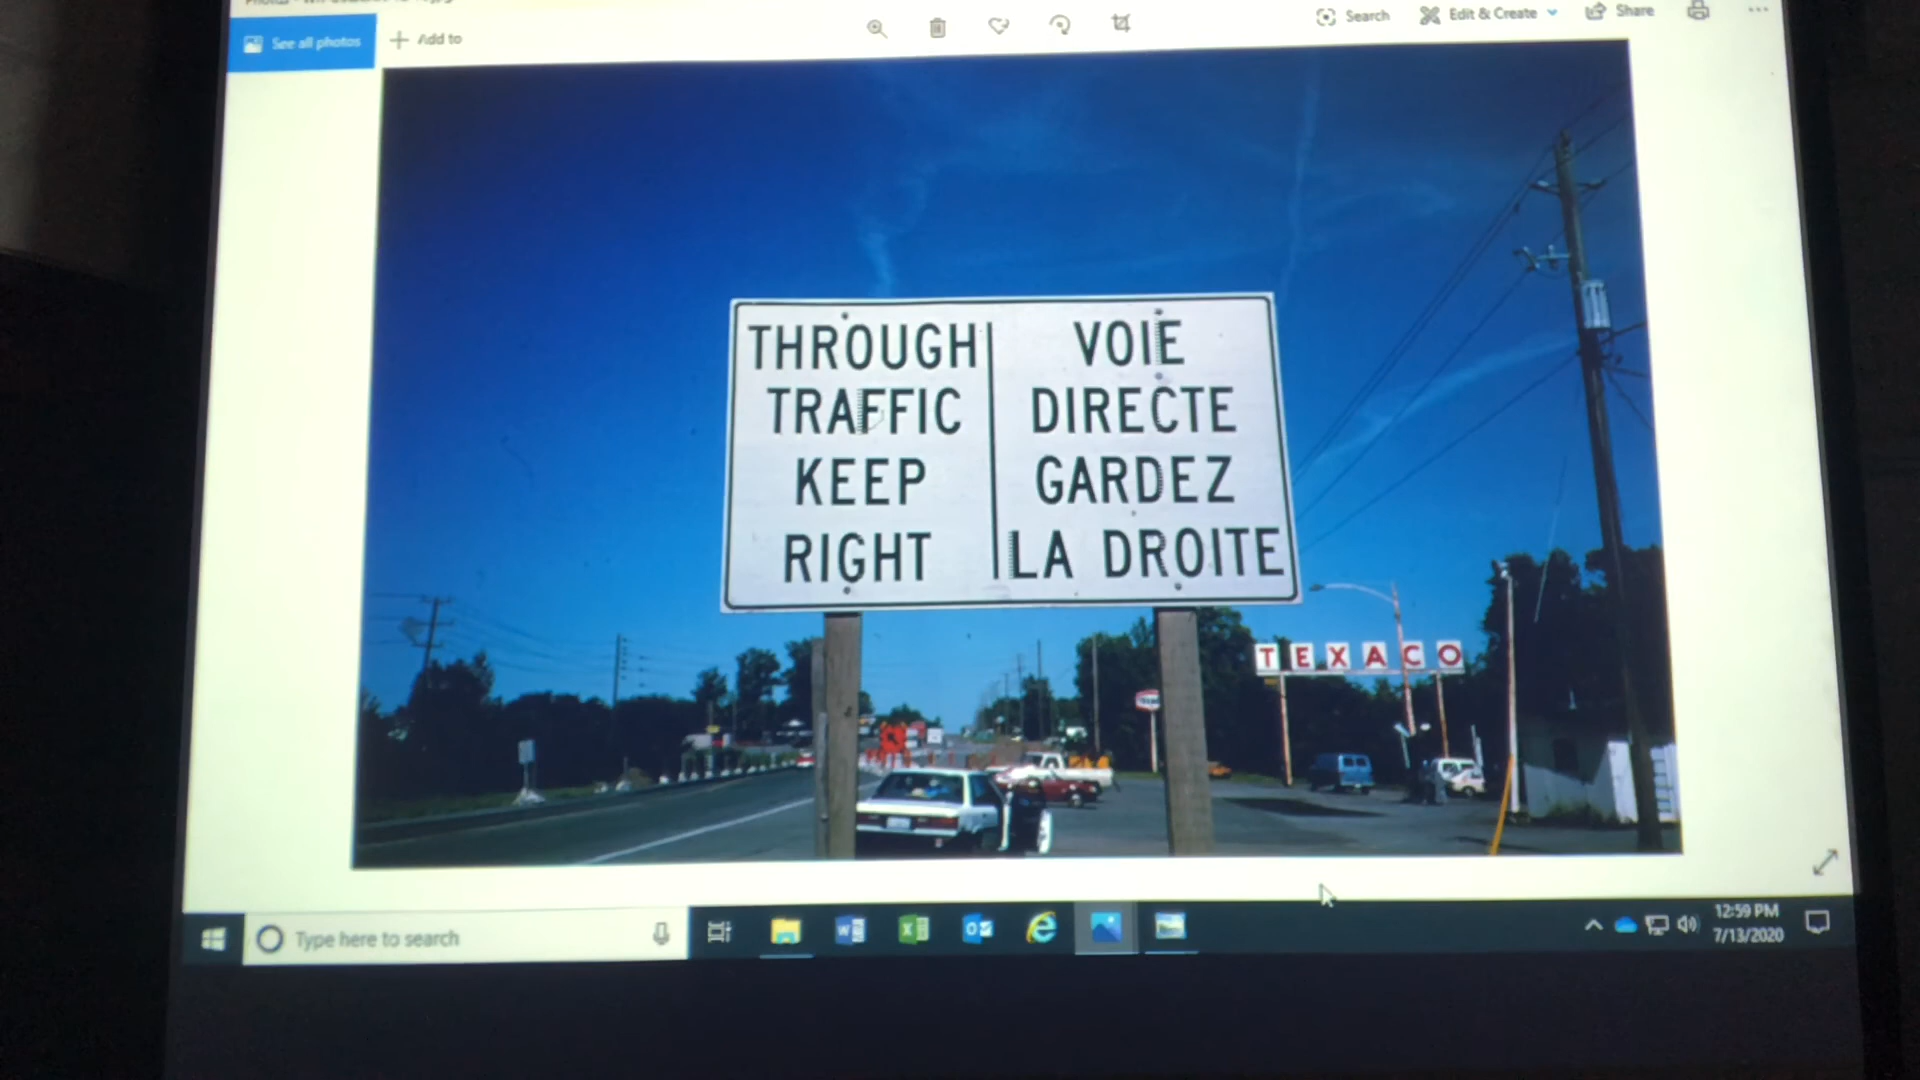 See all photos
Add to
Search
Edit & Create
Share
THROUGH
TRAFFIC
KEEP
RIGHT
VOIE
DIRECTE
GARDEZ
LA DROITE
TEXACO
Type here to search
12:59 PM
7/13/2020